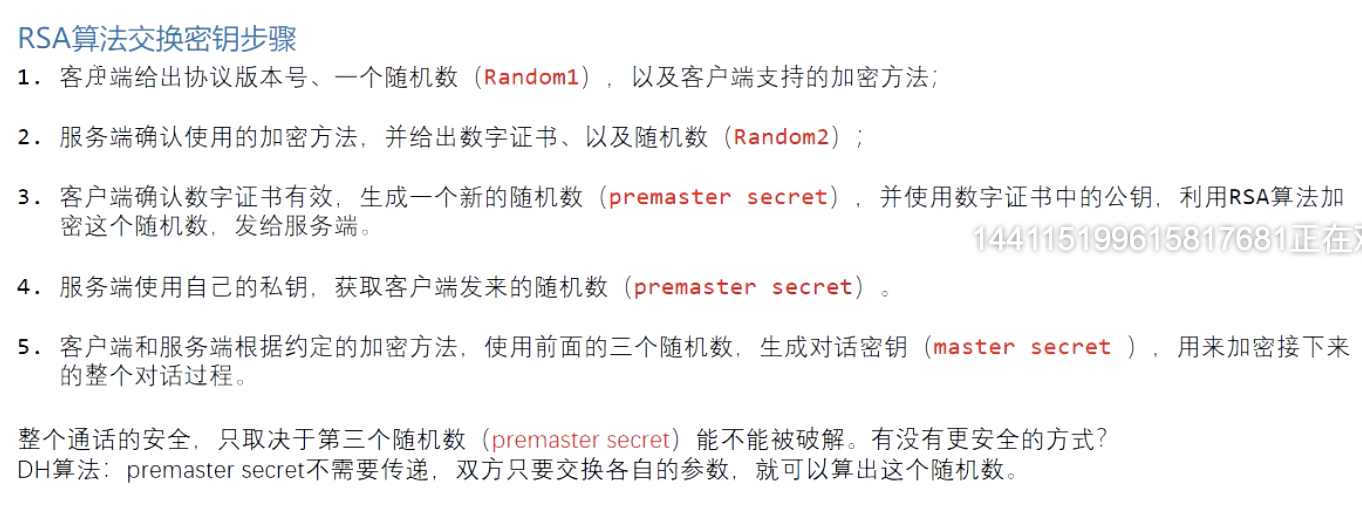 RSA算法交换密钥步骤
1. 客户端给出协议版本号、一个随机数（Random1），以及客户端支持的加密方法；
2. 服务端确认使用的加密方法，并给出数字证书、以及随机数（Random2）；
3. 客户端确认数字证书有效，生成一个新的随机数（premaster secret），并使用数字证书中的公钥，利用RSA算法加
密这个随机数，发给服务端。
144115199615817681正在观
4. 服务端使用自己的私钥，获取客户端发来的随机数（premaster secret）。
5. 客户端和服务端根据约定的加密方法，使用前面的三个随机数，生成对话密钥（master secret ），用来加密接下来
的整个对话过程。
整个通话的安全，只取决于第三个随机数（premaster secret）能不能被破解。有没有更安全的方式？
DH算法：premaster secret不需要传递，双方只要交换各自的参数，就可以算出这个随机数。